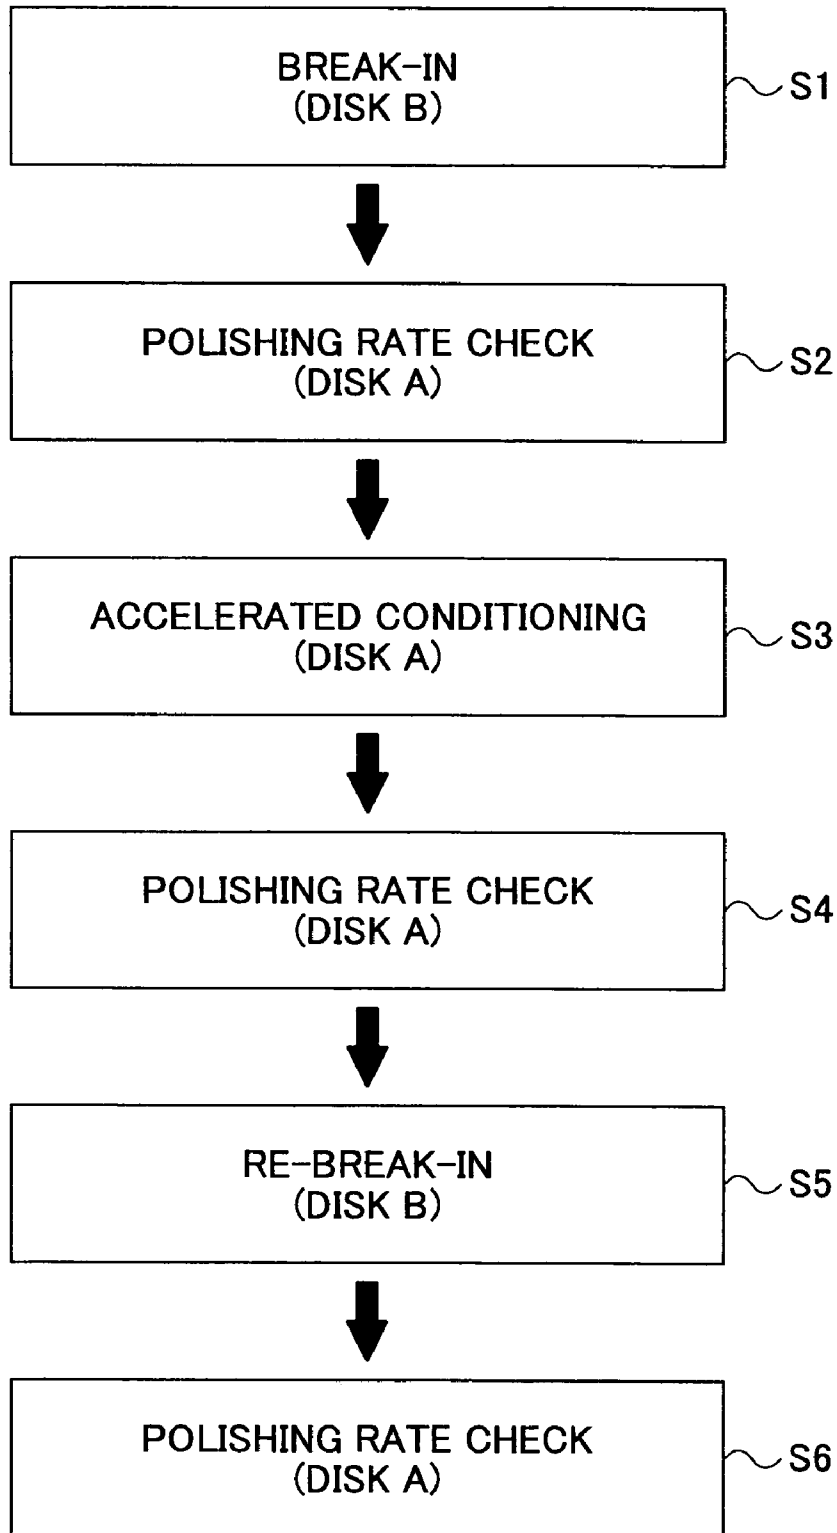 BREAK-IN
(DISK B)
S1
POLISHING RATE CHECK
(DISK A)
S2
ACCELERATED CONDITIONING
(DISK A)
S3
POLISHING RATE CHECK
(DISK A)
S4
RE-BREAK-IN
(DISK B)
S5
POLISHING RATE CHECK
(DISK A)
S6